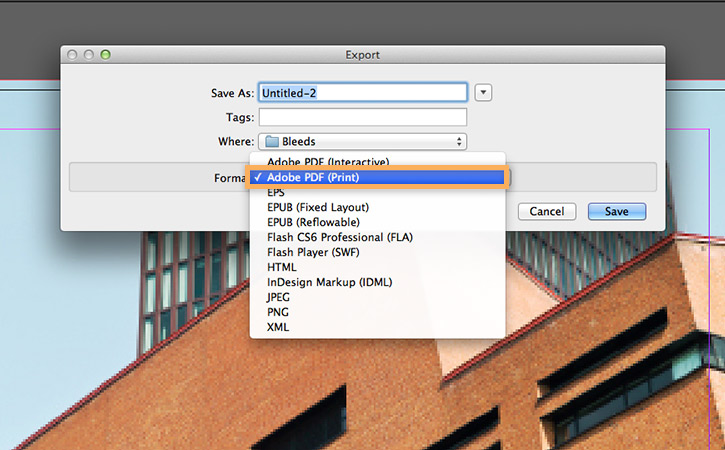 Export
Save As: Untitled-2
Tags:
Where: Bleeds
Adobe PDF (Interactive)
Forma ✓ Adobe PDF (Print)
EPS
EPUB (Fixed Layout)
EPUB (Reflowable)
Flash CS6 Professional (FLA)
Cancel Save
Flash Player (SWF)
HTML
InDesign Markup (IDML)
JPEG
PNG
XML